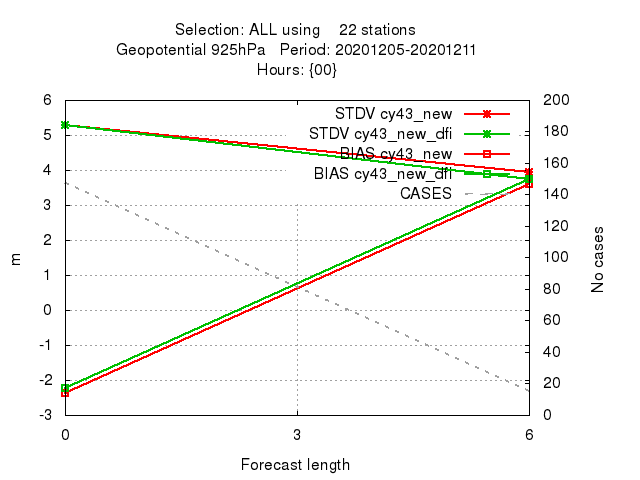 Selection: ALL using    22 stations
Geopotential 925hPa   Period: 20201205-20201211
Hours: {00}
STDV cy43_new
STDV cy43_new_dfi
BIAS cy43_new
BIAS cy43_new_dfi
CASES
6
5
4
3
2
1
0
-1
-2
-3
m
200
180
160
140
120
100
80
60
40
20
0
No cases
0 3 6
Forecast length